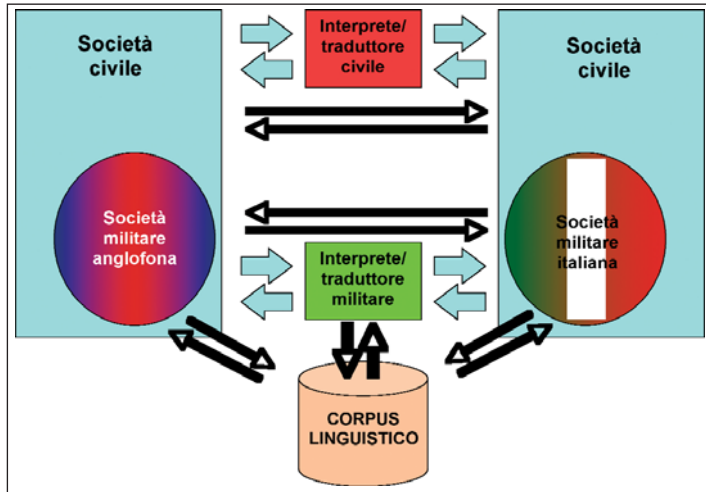 Società
civile
Interprete/
traduttore
civile
Società
civile
Società
militare
anglofona
Società
militare
italiana
Interprete/
traduttore
militare
CORPUS
LINGUISTICO